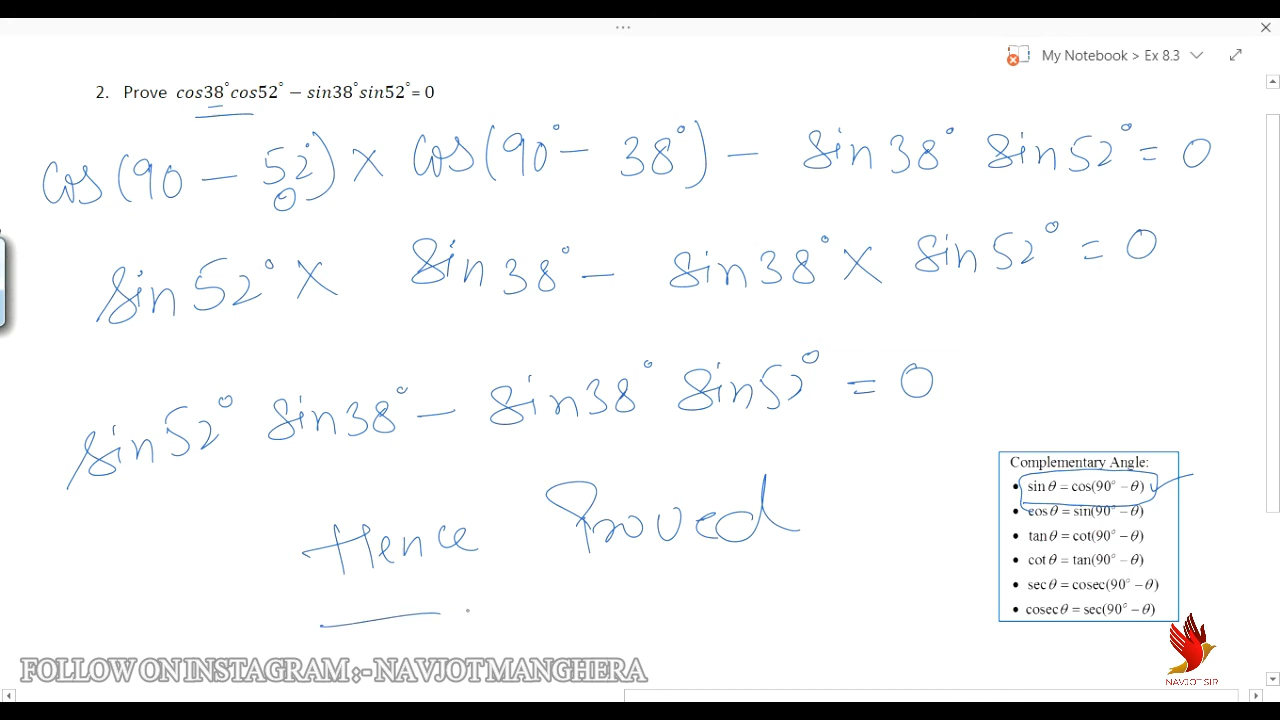 My Notebook > Ex 8.3
2. Prove cos38°cos52° − sin38°sin52°= 0
cos(90 − 52°) × cos(90° − 38°) − sin38° sin52° = 0
sin52° × sin38° − sin38° × sin52° = 0
sin52° sin38° − sin38° sin52° = 0
Hence Proved
Complementary Angle:
• sin θ = cos(90° − θ)
• cos θ = sin(90° − θ)
• tan θ = cot(90° − θ)
• cot θ = tan(90° − θ)
• sec θ = cosec(90° − θ)
• cosec θ = sec(90° − θ)
FOLLOW ON INSTAGRAM :- NAVJOT MANGHERA
NAVJOT SIR